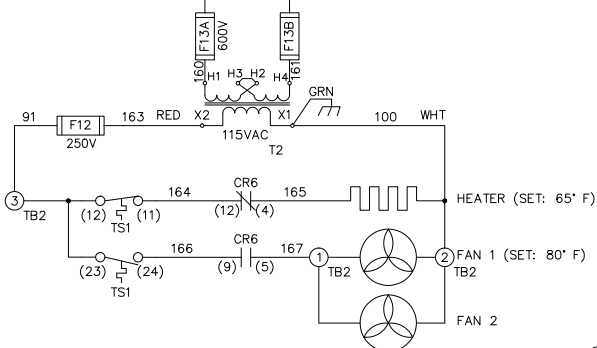 F13A
600V
F13B
160
161
H1 H3 H2 H4
GRN
91 163 RED X2 X1 100 WHT
F12
250V
115VAC
T2
3
TB2
164 CR6 165
(12) (11) (12) (4)
TS1
HEATER (SET: 65° F)
166 CR6 167
(23) (24) (9) (5)
TS1
1
TB2
2
TB2
FAN 1 (SET: 80° F)
FAN 2